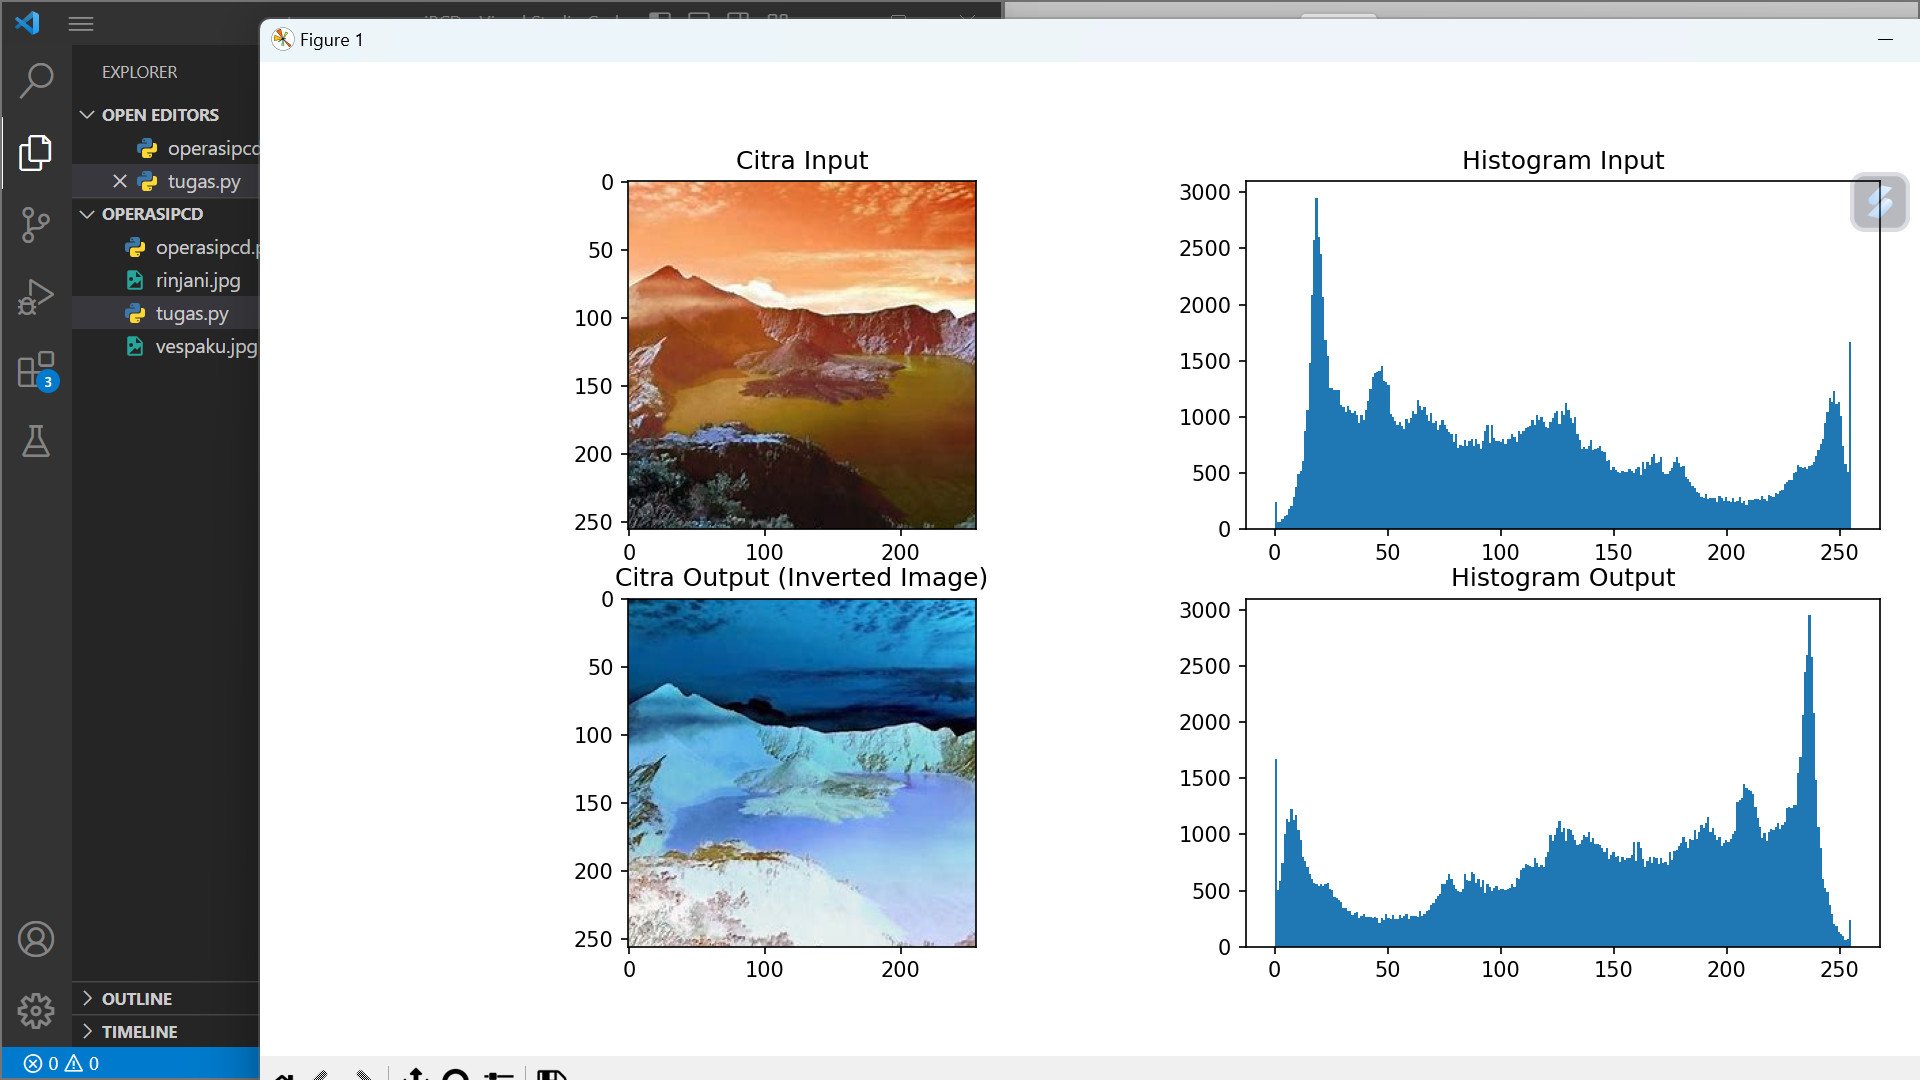 Figure 1
EXPLORER
OPEN EDITORS
operasipcd
tugas.py
OPERASIPCD
operasipcd.p
rinjani.jpg
tugas.py
vespaku.jpg
3
OUTLINE
TIMELINE
0 0
Citra Input
0
50
100
150
200
250
0 100 200
Histogram Input
3000
2500
2000
1500
1000
500
0
0 50 100 150 200 250
Citra Output (Inverted Image)
0
50
100
150
200
250
0 100 200
Histogram Output
3000
2500
2000
1500
1000
500
0
0 50 100 150 200 250